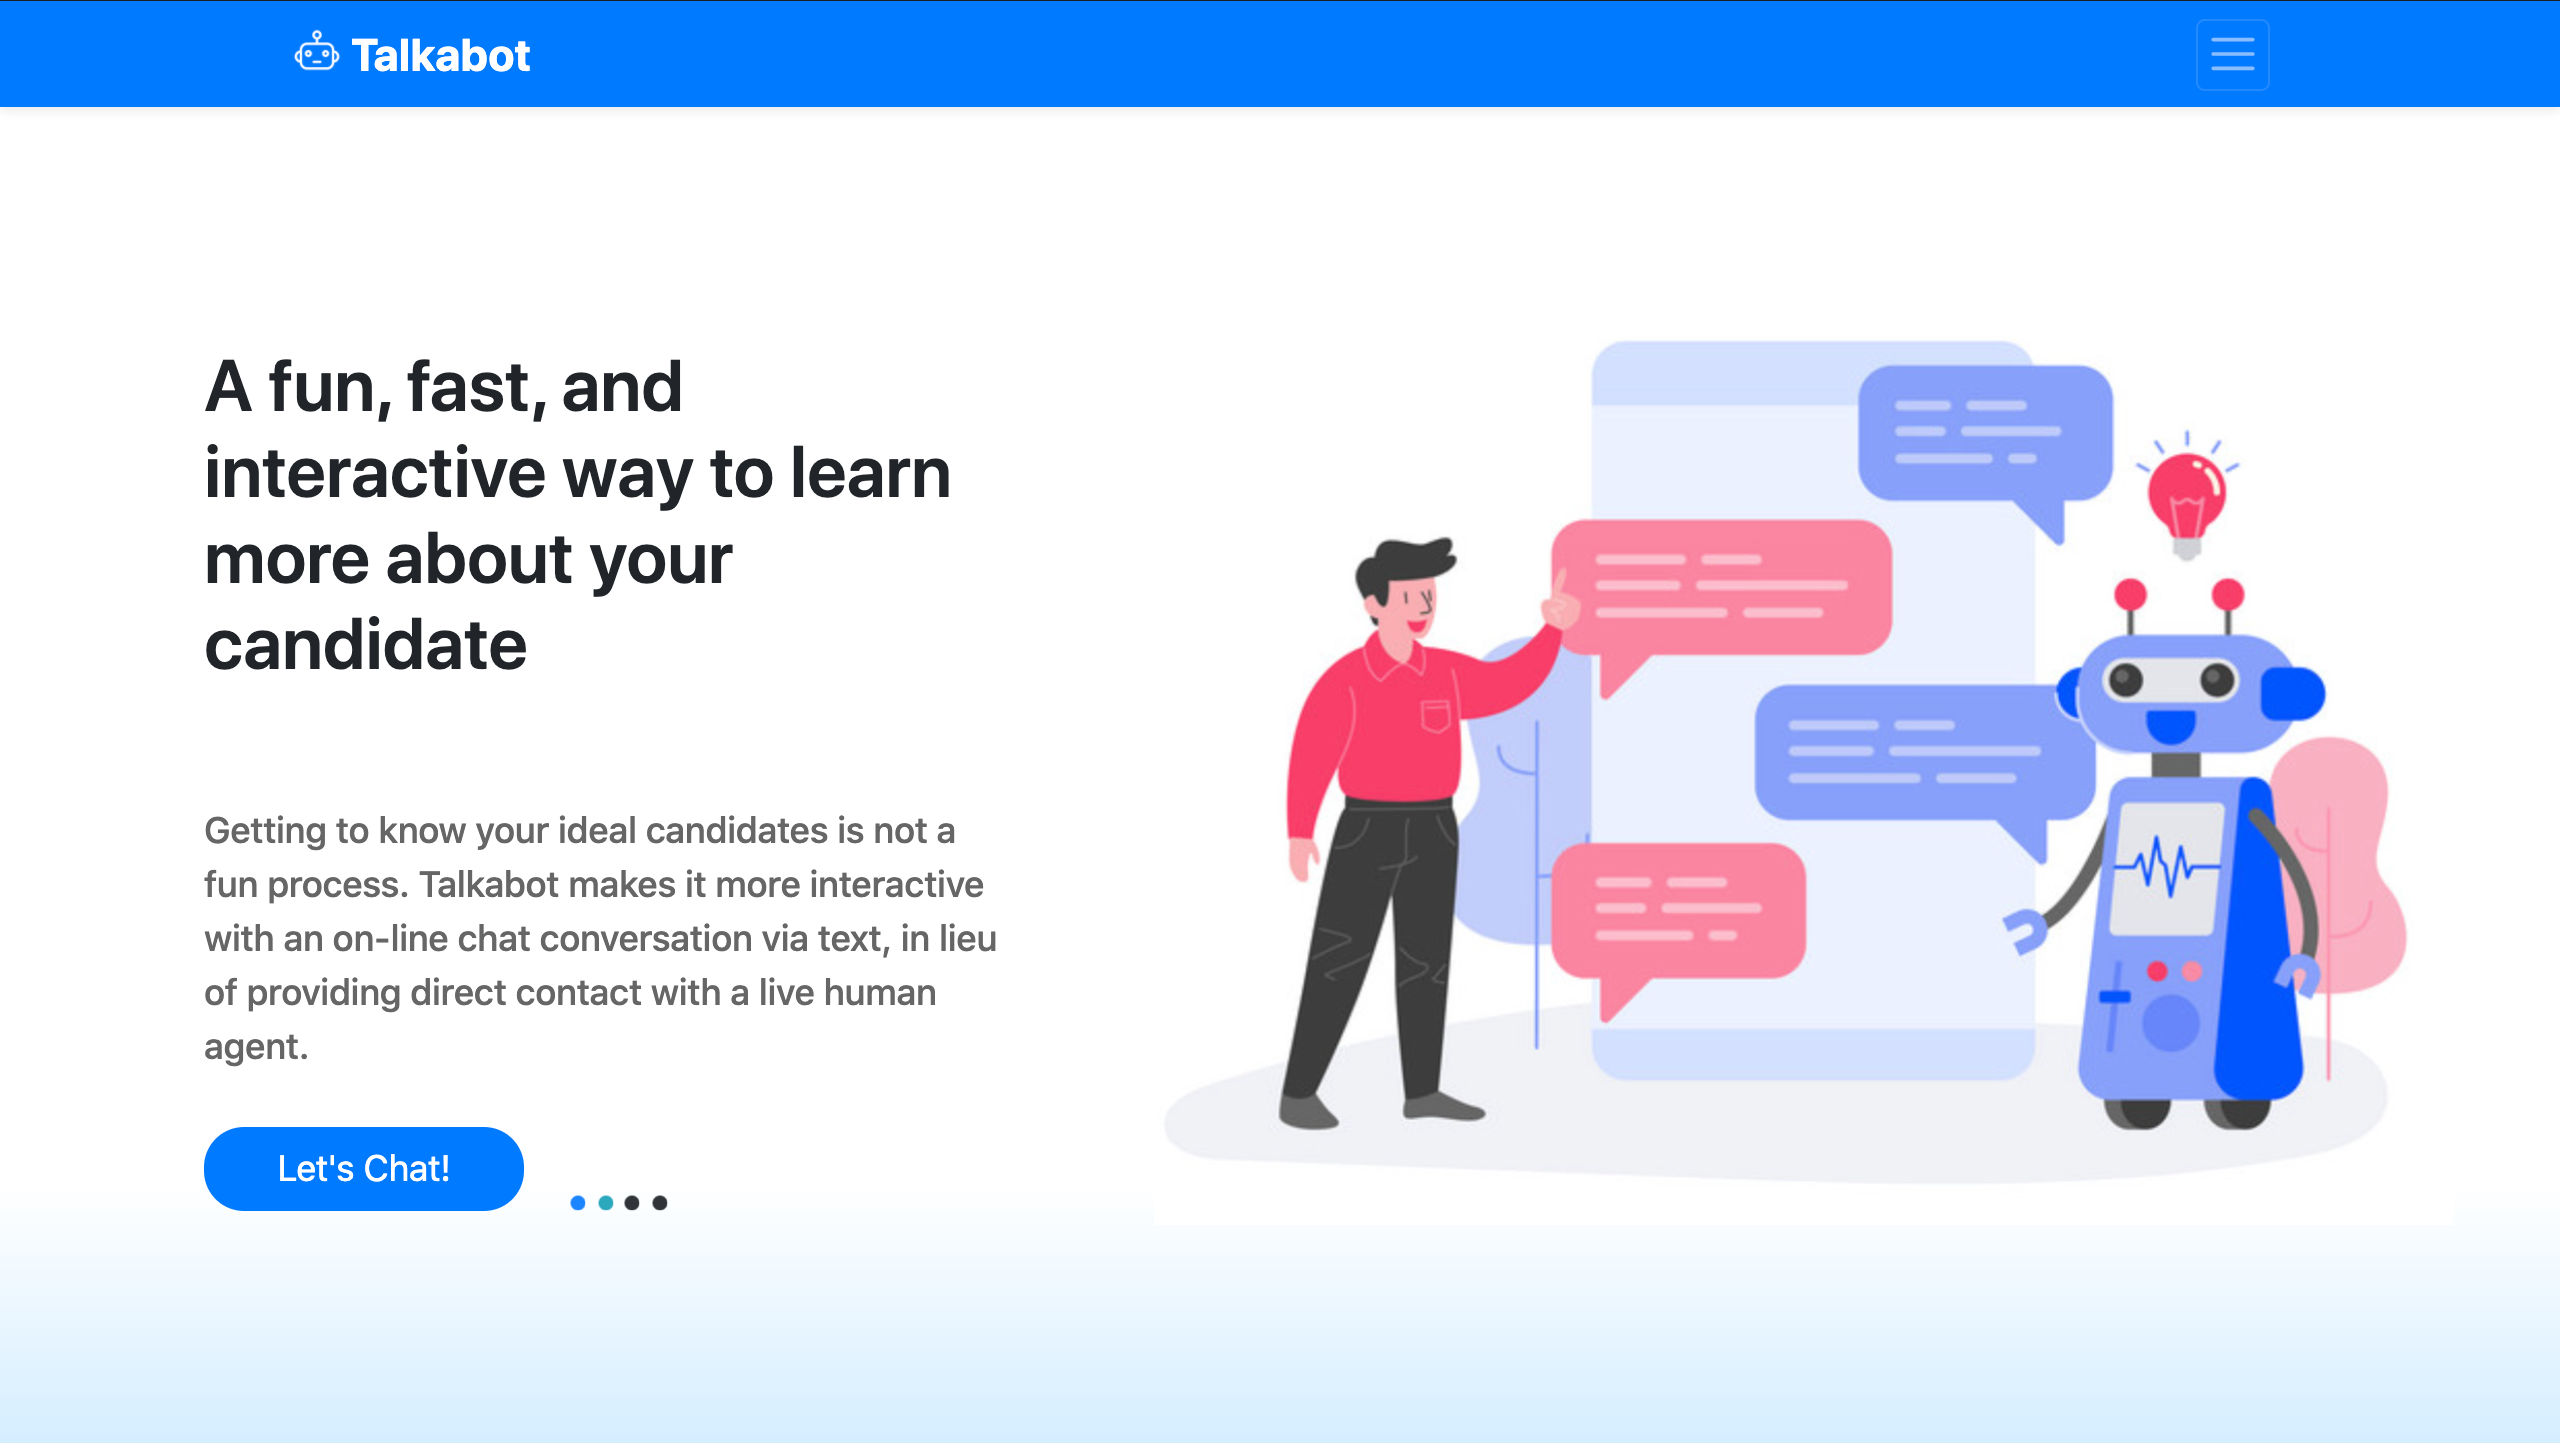 Talkabot
A fun, fast, and
interactive way to learn
more about your
candidate
Getting to know your ideal candidates is not a
fun process. Talkabot makes it more interactive
with an on-line chat conversation via text, in lieu
of providing direct contact with a live human
agent.
Let's Chat!